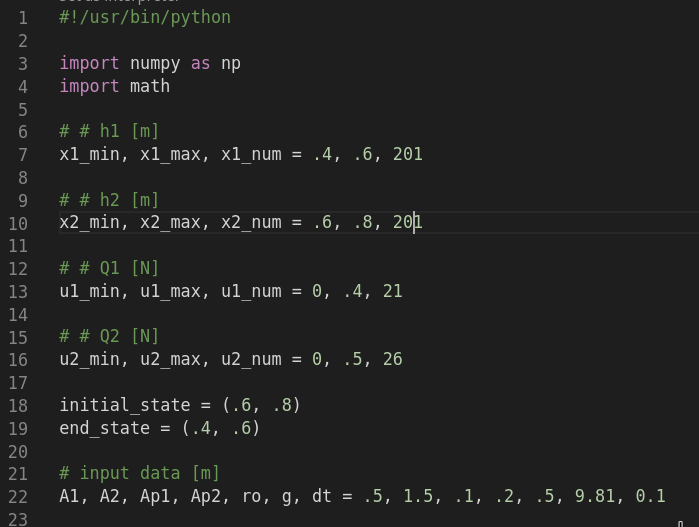 1 #!/usr/bin/python
2
3 import numpy as np
4 import math
5
6 # # h1 [m]
7 x1_min, x1_max, x1_num = .4, .6, 201
8
9 # # h2 [m]
10 x2_min, x2_max, x2_num = .6, .8, 201
11
12 # # Q1 [N]
13 u1_min, u1_max, u1_num = 0, .4, 21
14
15 # # Q2 [N]
16 u2_min, u2_max, u2_num = 0, .5, 26
17
18 initial_state = (.6, .8)
19 end_state = (.4, .6)
20
21 # input data [m]
22 A1, A2, Ap1, Ap2, ro, g, dt = .5, 1.5, .1, .2, .5, 9.81, 0.1
23